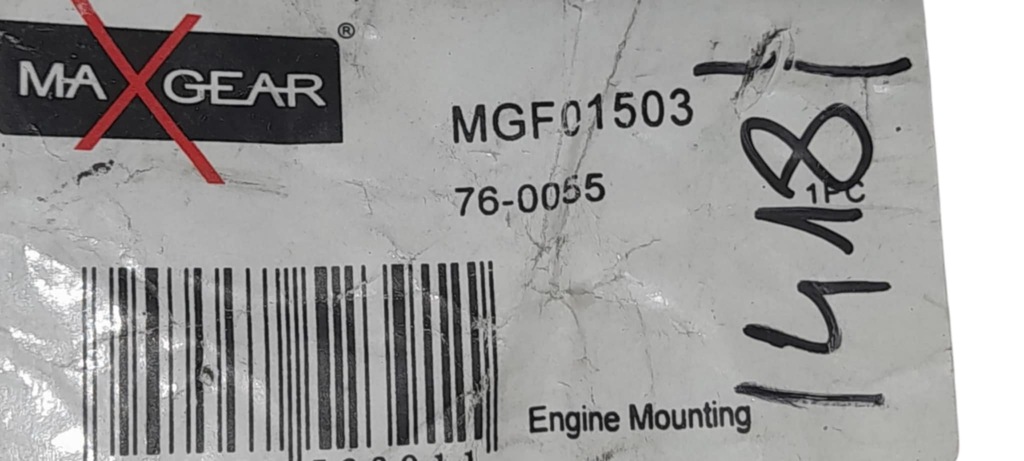 MAXGEAR®
MGF01503
76-0055
1PC
Engine Mounting